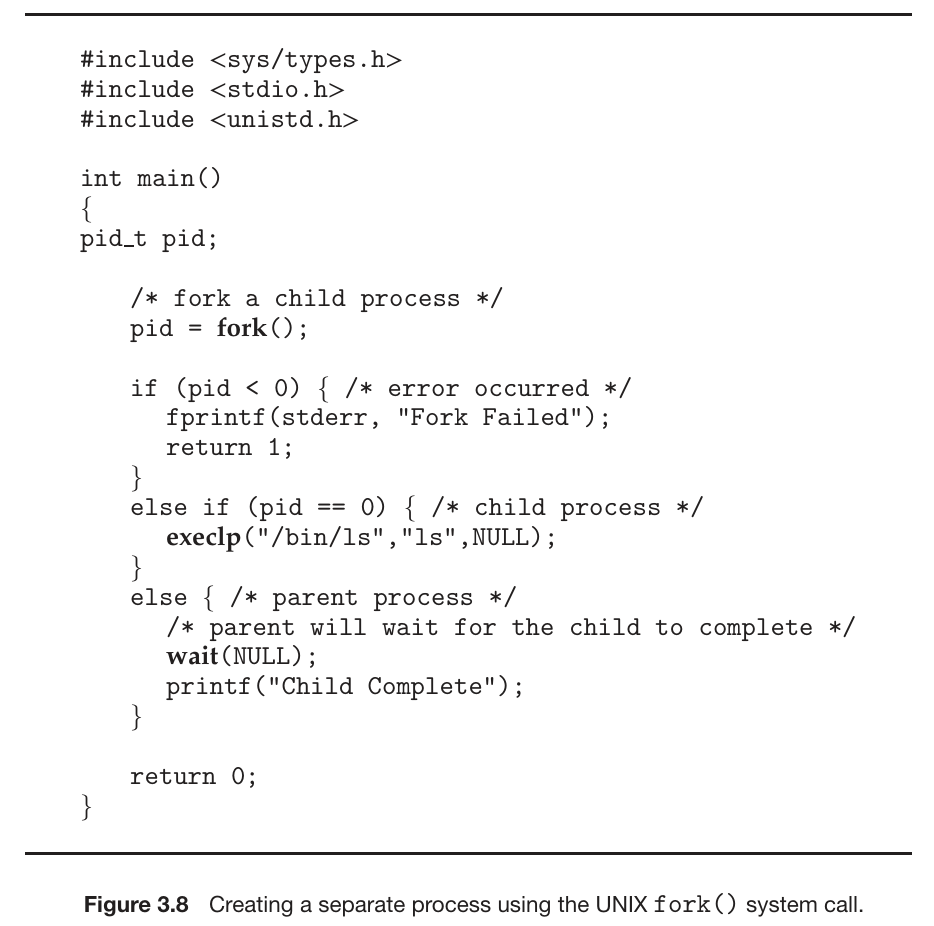 #include <sys/types.h>
#include <stdio.h>
#include <unistd.h>
int main()
{
pid_t pid;
/* fork a child process */
pid = fork();
if (pid < 0) { /* error occurred */
fprintf(stderr, "Fork Failed");
return 1;
}
else if (pid == 0) { /* child process */
execlp("/bin/ls","ls",NULL);
}
else { /* parent process */
/* parent will wait for the child to complete */
wait(NULL);
printf("Child Complete");
}
return 0;
}
Figure 3.8 Creating a separate process using the UNIX fork() system call.